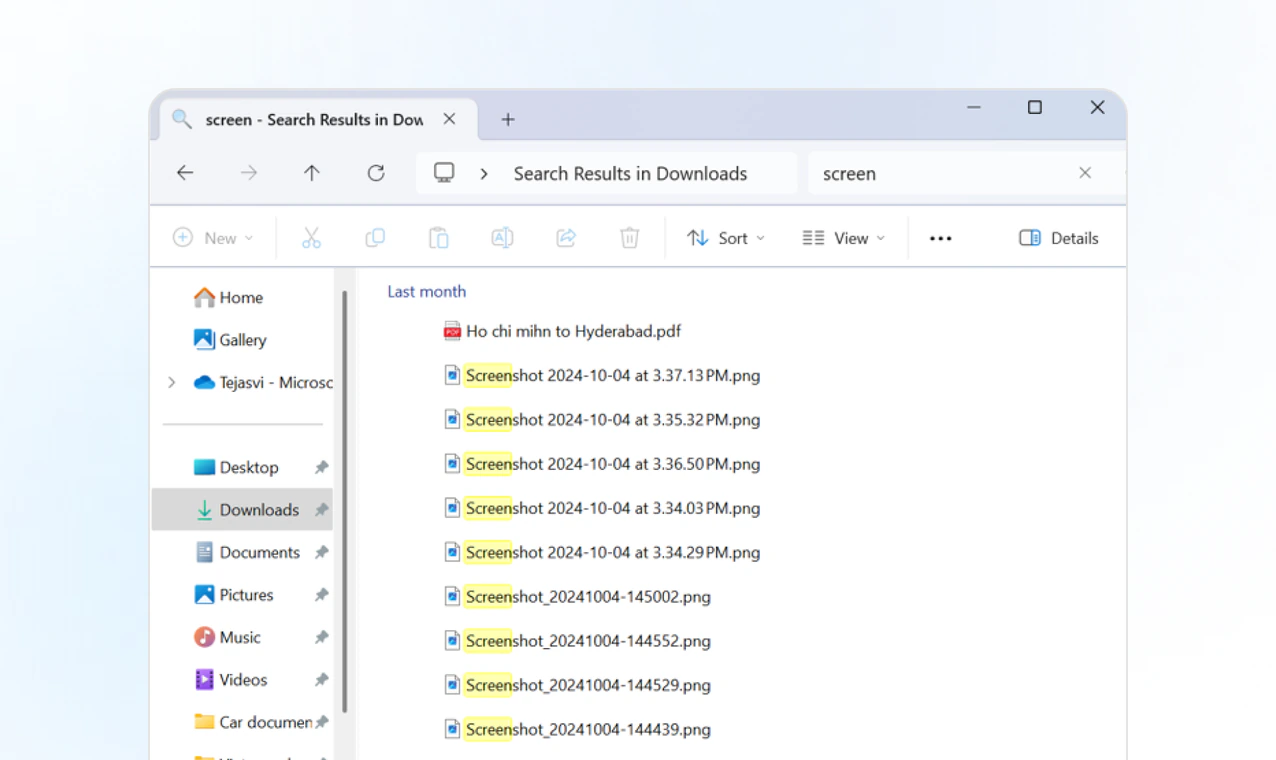 screen - Search Results in Dow
Search Results in Downloads
screen
New
Sort
View
Details
Home
Gallery
Tejasvi - Microsc
Desktop
Downloads
Documents
Pictures
Music
Videos
Car documen
Last month
PDF
Ho chi mihn to Hyderabad.pdf
Screenshot 2024-10-04 at 3.37.13 PM.png
Screenshot 2024-10-04 at 3.35.32 PM.png
Screenshot 2024-10-04 at 3.36.50 PM.png
Screenshot 2024-10-04 at 3.34.03 PM.png
Screenshot 2024-10-04 at 3.34.29 PM.png
Screenshot_20241004-145002.png
Screenshot_20241004-144552.png
Screenshot_20241004-144529.png
Screenshot_20241004-144439.png